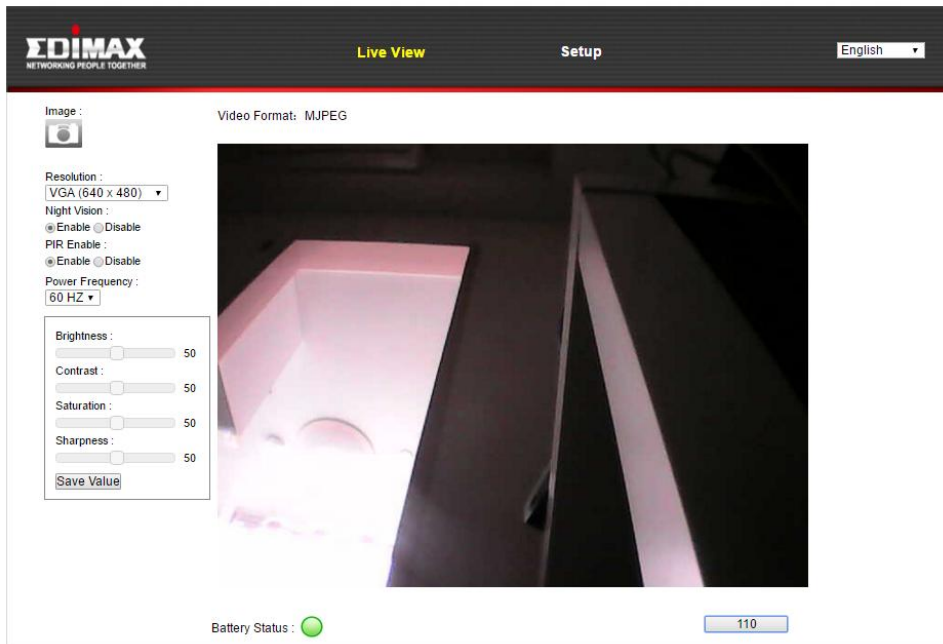 EDIMAX
NETWORKING PEOPLE TOGETHER
Live View
Setup
English
Image :
Video Format: MJPEG
Resolution :
VGA (640 x 480)
Night Vision :
Enable Disable
PIR Enable :
Enable Disable
Power Frequency :
60 HZ
Brightness :
50
Contrast :
50
Saturation :
50
Sharpness :
50
Save Value
Battery Status :
110